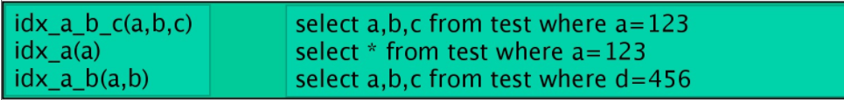 idx_a_b_c(a,b,c)
idx_a(a)
idx_a_b(a,b)
select a,b,c from test where a=123
select * from test where a=123
select a,b,c from test where d=456